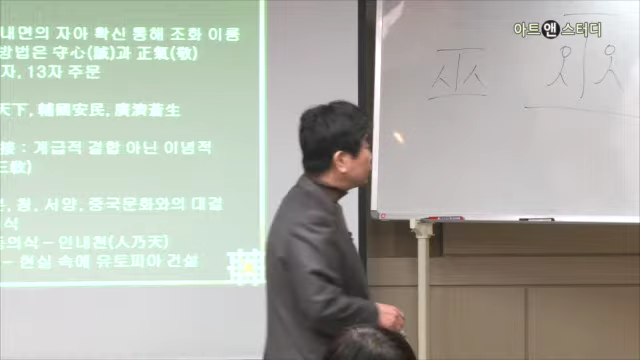 내면의 자아 확신 통해 조화 이룸
방법은 守心(誠)과 正氣(敬)
자, 13자 주문
天下, 輔國安民, 廣濟蒼生
接 : 계급적 결합 아닌 이념적
敎)
, 청, 서양, 중국문화와의 대결
식
의식 – 인내천(人乃天)
– 현실 속에 유토피아 건설
아트앤스터디
巫